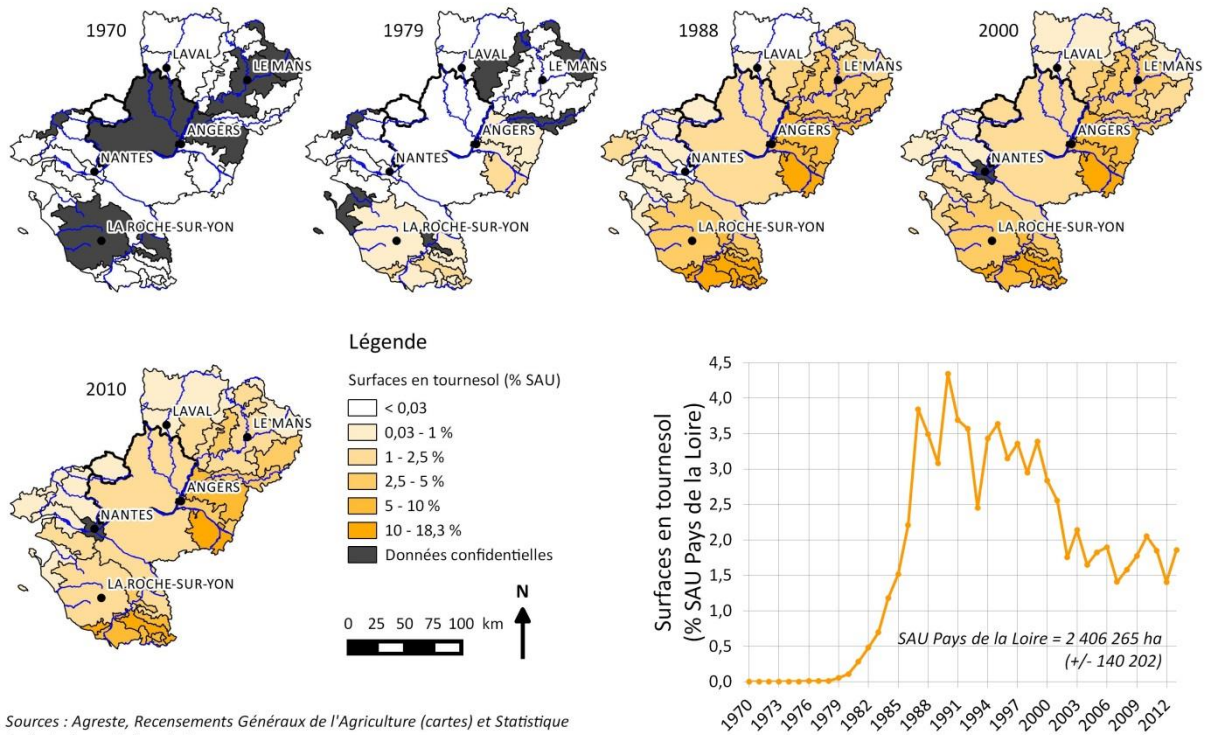 1970
LAVAL
LE MANS
ANGERS
NANTES
LA ROCHE-SUR-YON
1979
LAVAL
LE MANS
ANGERS
NANTES
LA ROCHE-SUR-YON
1988
LAVAL
LE MANS
ANGERS
NANTES
LA ROCHE-SUR-YON
2000
LAVAL
LE MANS
ANGERS
NANTES
LA ROCHE-SUR-YON
2010
LAVAL
LE MANS
ANGERS
NANTES
LA ROCHE-SUR-YON
Légende
Surfaces en tournesol (% SAU)
< 0,03
0,03 - 1 %
1 - 2,5 %
2,5 - 5 %
5 - 10 %
10 - 18,3 %
Données confidentielles
N
0 25 50 75 100 km
Surfaces en tournesol
(% SAU Pays de la Loire)
4,5
4,0
3,5
3,0
2,5
2,0
1,5
1,0
0,5
0,0
SAU Pays de la Loire = 2 406 265 ha
(+/- 140 202)
1970 1973 1976 1979 1982 1985 1988 1991 1994 1997 2000 2003 2006 2009 2012
Sources : Agreste, Recensements Généraux de l'Agriculture (cartes) et Statistique